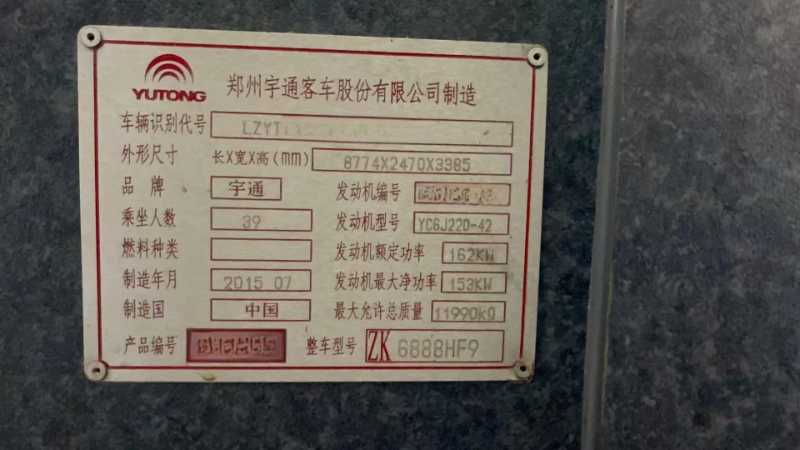 YUTONG 郑州宇通客车股份有限公司制造
车辆识别代号 LZYT
外形尺寸 长X宽X高(mm) 8774X2470X3385
品牌 宇通 发动机编号
乘坐人数 39 发动机型号 YC6J220-42
燃料种类 发动机额定功率 162KW
制造年月 2015 07 发动机最大净功率 153KW
制造国 中国 最大允许总质量 11990kg
产品编号 整车型号 ZK 6888HF9